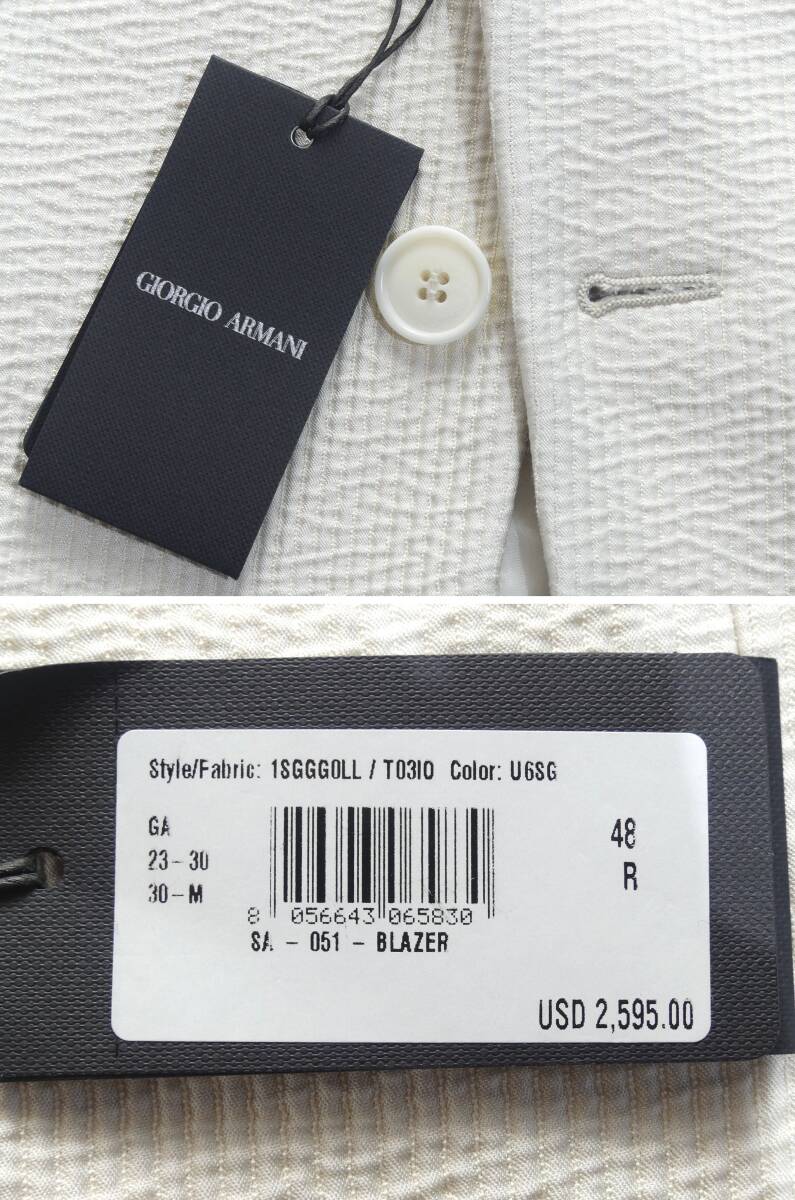 GIORGIO ARMANI
Style/Fabric: 1SGGG0LL / T03I0 Color: U6SG
GA
23-30
30-M
48
R
8 056643 065830
SA - 051 - BLAZER
USD 2,595.00